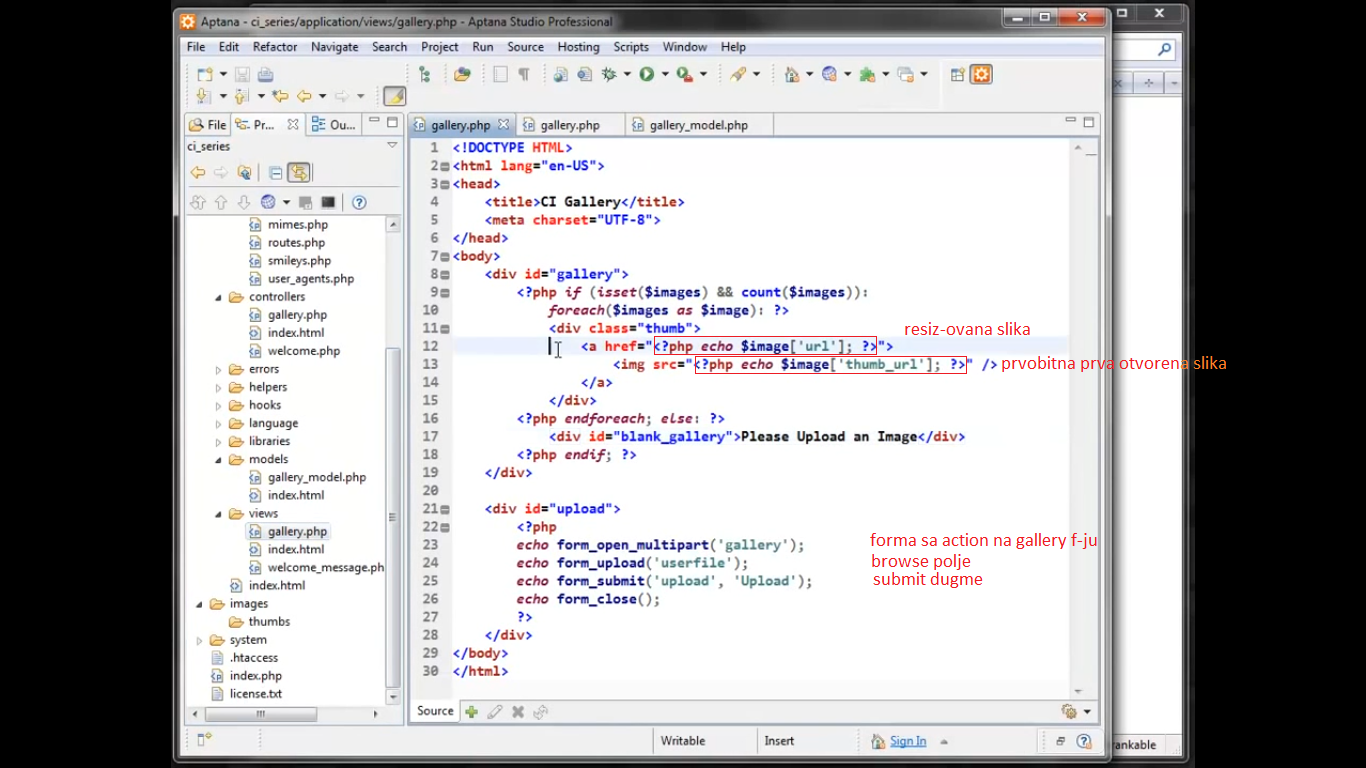 Aptana - ci_series/application/views/gallery.php - Aptana Studio Professional
File Edit Refactor Navigate Search Project Run Source Hosting Scripts Window Help
File Pr... Ou...
gallery.php gallery.php gallery_model.php
ci_series
mimes.php
routes.php
smileys.php
user_agents.php
controllers
gallery.php
index.html
welcome.php
errors
helpers
hooks
language
libraries
models
gallery_model.php
index.html
views
gallery.php
index.html
welcome_message.ph
index.html
images
thumbs
system
.htaccess
index.php
license.txt
1 <!DOCTYPE HTML>
2 <html lang="en-US">
3 <head>
4 <title>CI Gallery</title>
5 <meta charset="UTF-8">
6 </head>
7 <body>
8 <div id="gallery">
9 <?php if (isset($images) && count($images)):
10 foreach($images as $image): ?>
11 <div class="thumb">
resiz-ovana slika
12 <a href="<?php echo $image['url']; ?>">
13 <img src="<?php echo $image['thumb_url']; ?>" /> prvobitna prva otvorena slika
14 </a>
15 </div>
16 <?php endforeach; else: ?>
17 <div id="blank_gallery">Please Upload an Image</div>
18 <?php endif; ?>
19 </div>
20
21 <div id="upload">
22 <?php
23 echo form_open_multipart('gallery'); forma sa action na gallery f-ju
24 echo form_upload('userfile'); browse polje
25 echo form_submit('upload', 'Upload'); submit dugme
26 echo form_close();
27 ?>
28 </div>
29 </body>
30 </html>
Source
Writable Insert Sign In
rankable